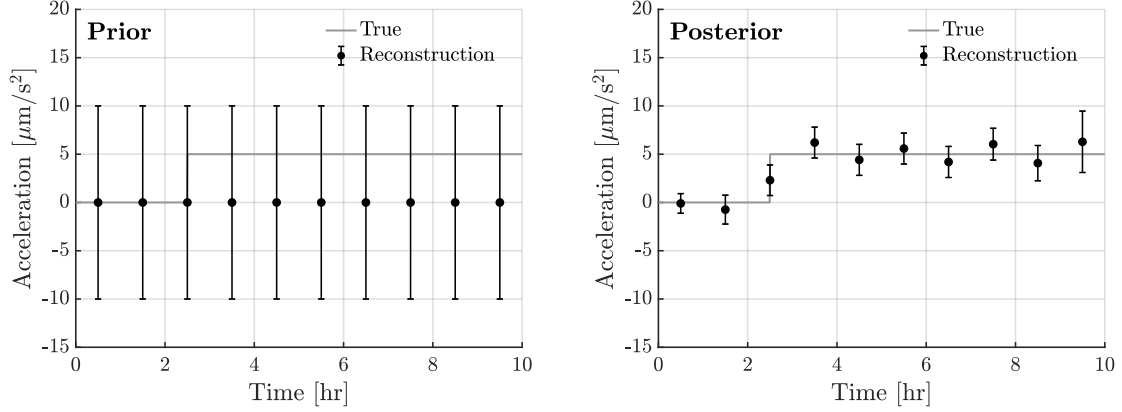 Prior
True
Reconstruction
Acceleration [μm/s²]
20
15
10
5
0
-5
-10
-15
0 2 4 6 8 10
Time [hr]
Posterior
True
Reconstruction
Acceleration [μm/s²]
20
15
10
5
0
-5
-10
-15
0 2 4 6 8 10
Time [hr]